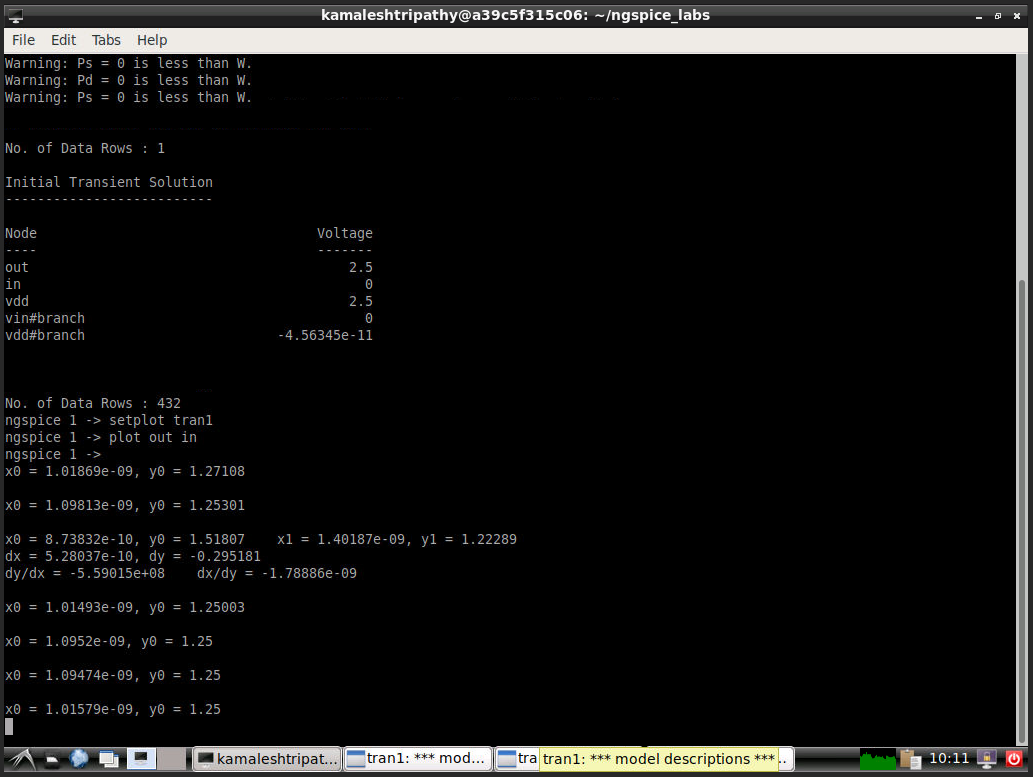 kamaleshtripathy@a39c5f315c06: ~/ngspice_labs
File Edit Tabs Help
Warning: Ps = 0 is less than W.
Warning: Pd = 0 is less than W.
Warning: Ps = 0 is less than W.
No. of Data Rows : 1
Initial Transient Solution
--------------------------
Node Voltage
---- -------
out 2.5
in 0
vdd 2.5
vin#branch 0
vdd#branch -4.56345e-11
No. of Data Rows : 432
ngspice 1 -> setplot tran1
ngspice 1 -> plot out in
ngspice 1 ->
x0 = 1.01869e-09, y0 = 1.27108
x0 = 1.09813e-09, y0 = 1.25301
x0 = 8.73832e-10, y0 = 1.51807 x1 = 1.40187e-09, y1 = 1.22289
dx = 5.28037e-10, dy = -0.295181
dy/dx = -5.59015e+08 dx/dy = -1.78886e-09
x0 = 1.01493e-09, y0 = 1.25003
x0 = 1.0952e-09, y0 = 1.25
x0 = 1.09474e-09, y0 = 1.25
x0 = 1.01579e-09, y0 = 1.25
kamaleshtripat... tran1: *** mod... tra tran1: *** model descriptions *** .. 10:11